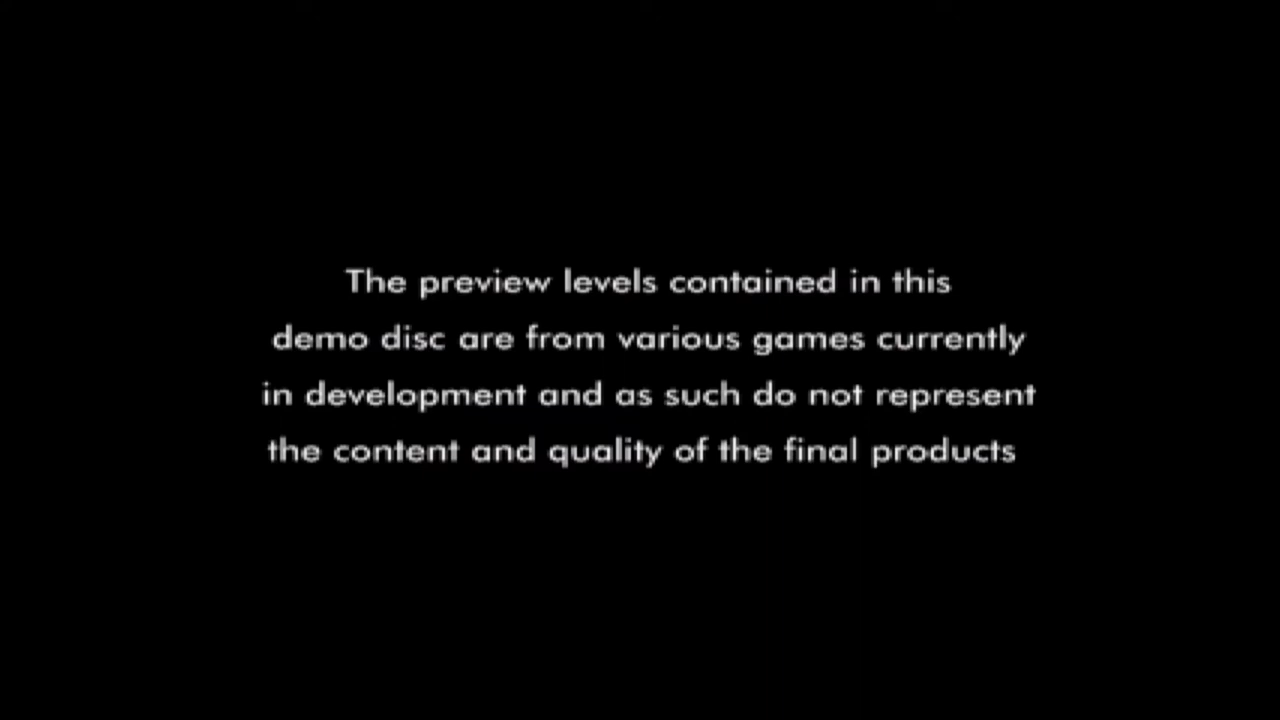 The preview levels contained in this
demo disc are from various games currently
in development and as such do not represent
the content and quality of the final products